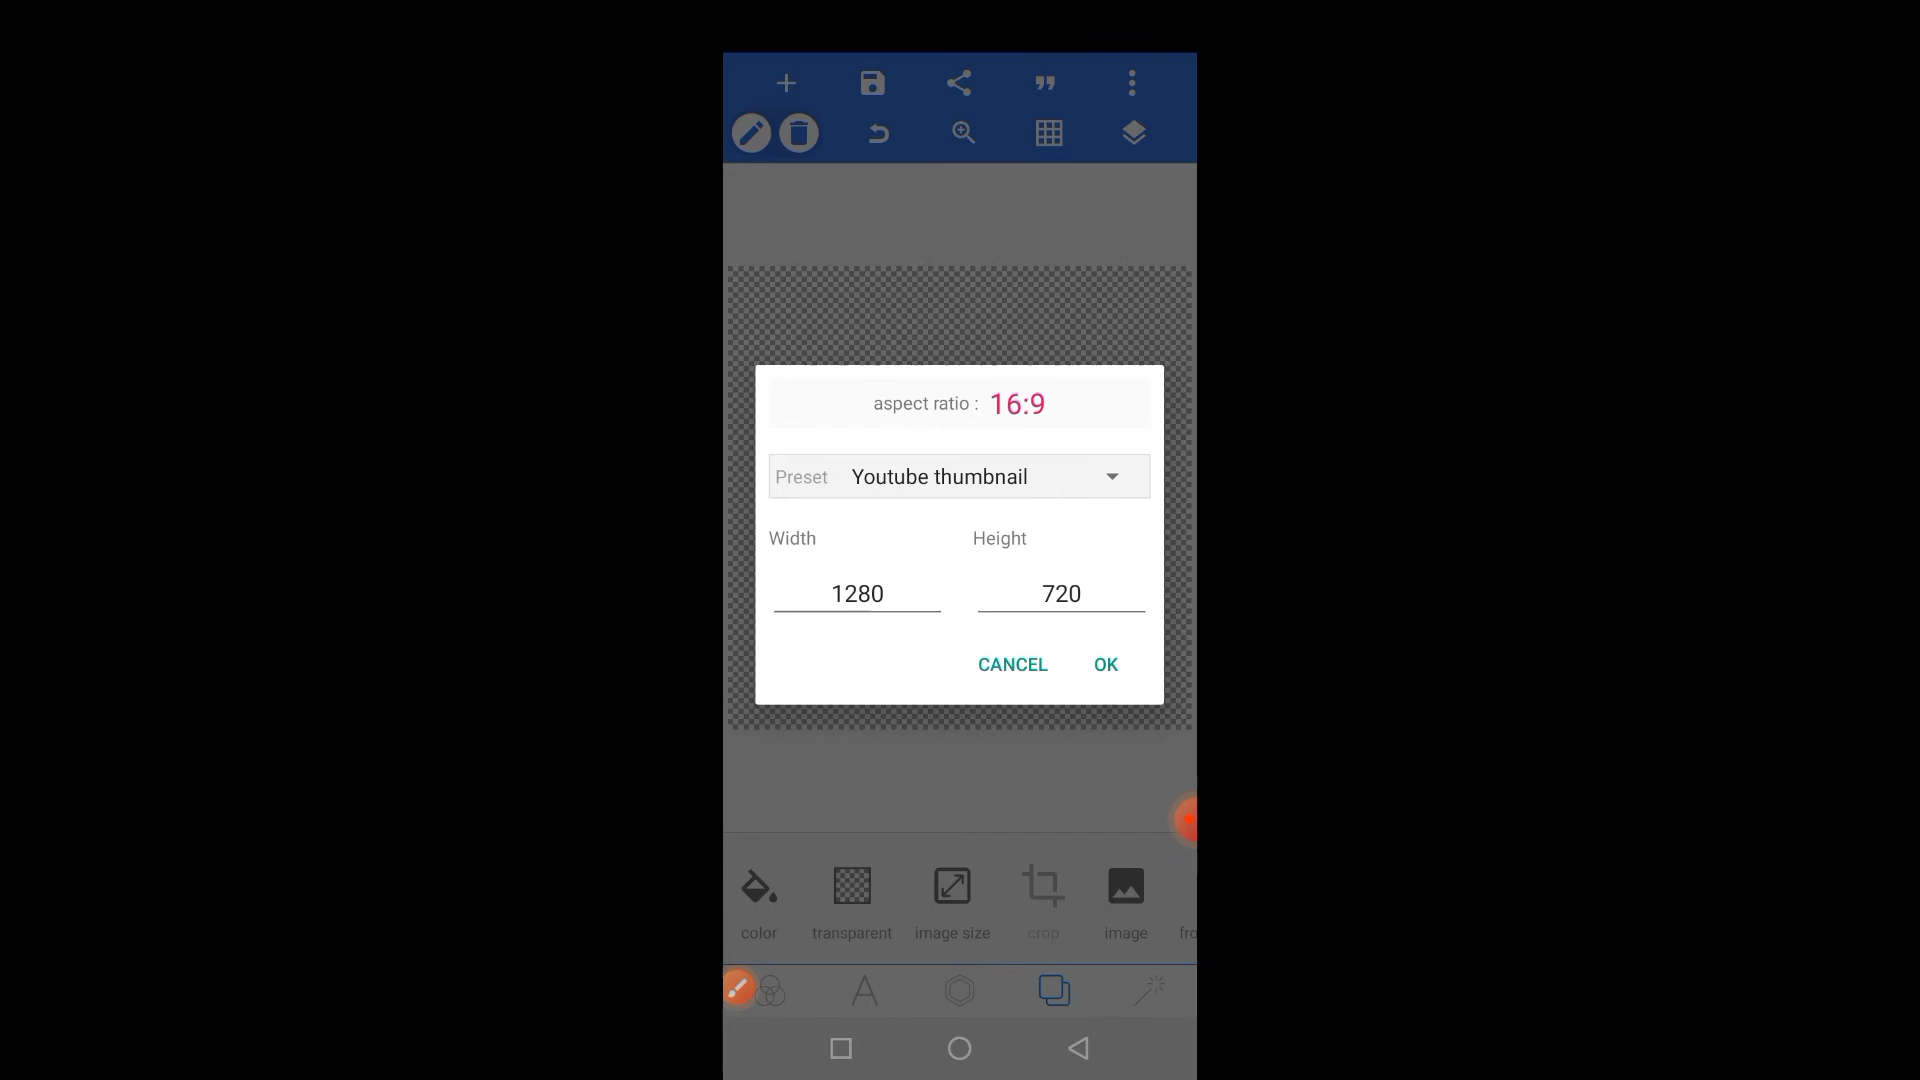 aspect ratio : 16:9
Preset Youtube thumbnail
Width Height
1280 720
CANCEL OK
color transparent image size crop image fro